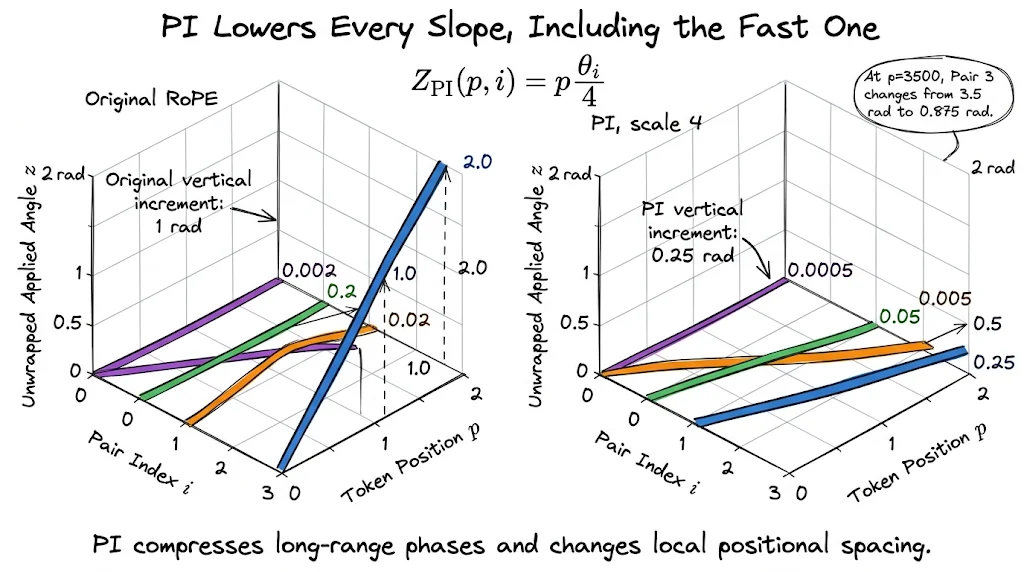 PI Lowers Every Slope, Including the Fast One
Z_PI(p, i) = p θ_i / 4
Original RoPE
2 rad
1
0.5
0
Unwrapped Applied Angle z
Original vertical
increment:
1 rad
0.002
0.2
0.02
1.0
2.0
2.0
1.0
0
0
1
2
3
Pair Index i
0
1
2
Token Position p
PI, scale 4
At p=3500, Pair 3
changes from 3.5
rad to 0.875 rad.
2 rad
1
0.5
0
Unwrapped Applied Angle z
PI vertical
increment:
0.25 rad
2 rad
0.0005
0.05
0.005
0.5
0.25
0
0
1
2
3
Pair Index i
0
1
2
Token Position p
PI compresses long-range phases and changes local positional spacing.